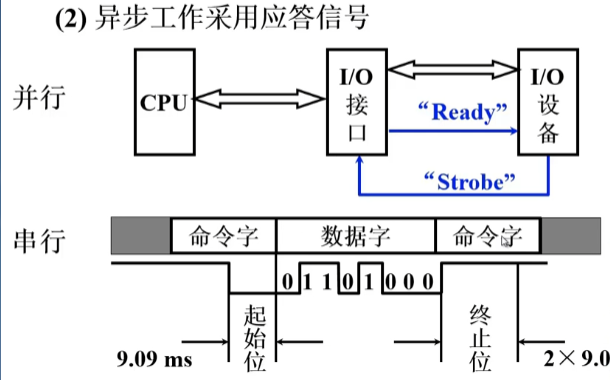 (2) 异步工作采用应答信号
并行
CPU
I/O
接
口
I/O
设
备
“Ready”
“Strobe”
串行
命令字
数据字
命令字
0 1 1 0 1 0 0 0
起
始
位
终
止
位
9.09 ms
2×9.0